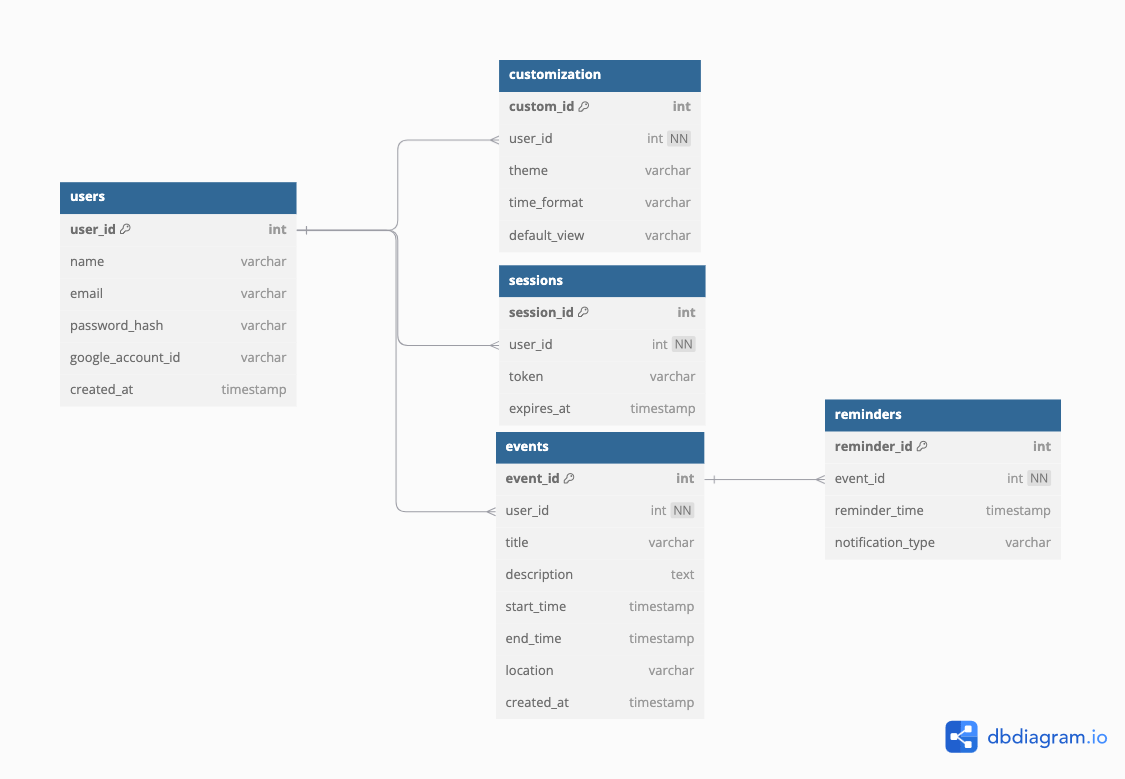 customization
custom_id int
user_id int NN
theme varchar
time_format varchar
default_view varchar
users
user_id int
name varchar
email varchar
password_hash varchar
google_account_id varchar
created_at timestamp
sessions
session_id int
user_id int NN
token varchar
expires_at timestamp
events
event_id int
user_id int NN
title varchar
description text
start_time timestamp
end_time timestamp
location varchar
created_at timestamp
reminders
reminder_id int
event_id int NN
reminder_time timestamp
notification_type varchar
dbdiagram.io